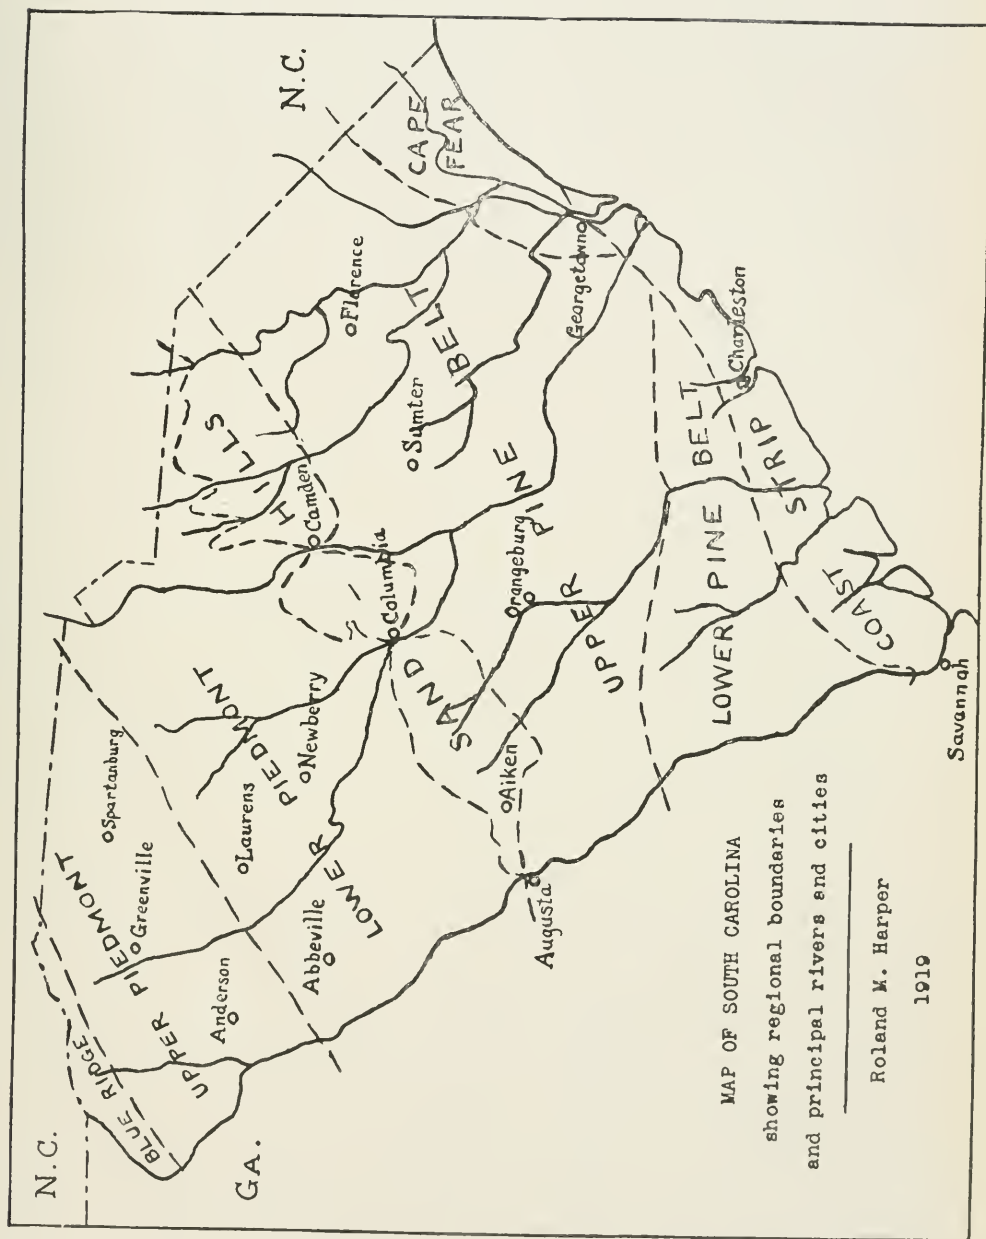 N.C.
N.C.
GA.
BLUE RIDGE
UPPER PIEDMONT
LOWER PIEDMONT
SAND HILLS
UPPER PINE BELT
LOWER PINE BELT
COAST STRIP
CAPE
FEAR
Spartanburg
Greenville
Anderson
Laurens
Abbeville
Newberry
Columbia
Camden
Florence
Sumter
Orangeburg
Aiken
Augusta
Georgetown
Charleston
Savannah
MAP OF SOUTH CAROLINA
showing regional boundaries
and principal rivers and cities
Roland M. Harper
1919